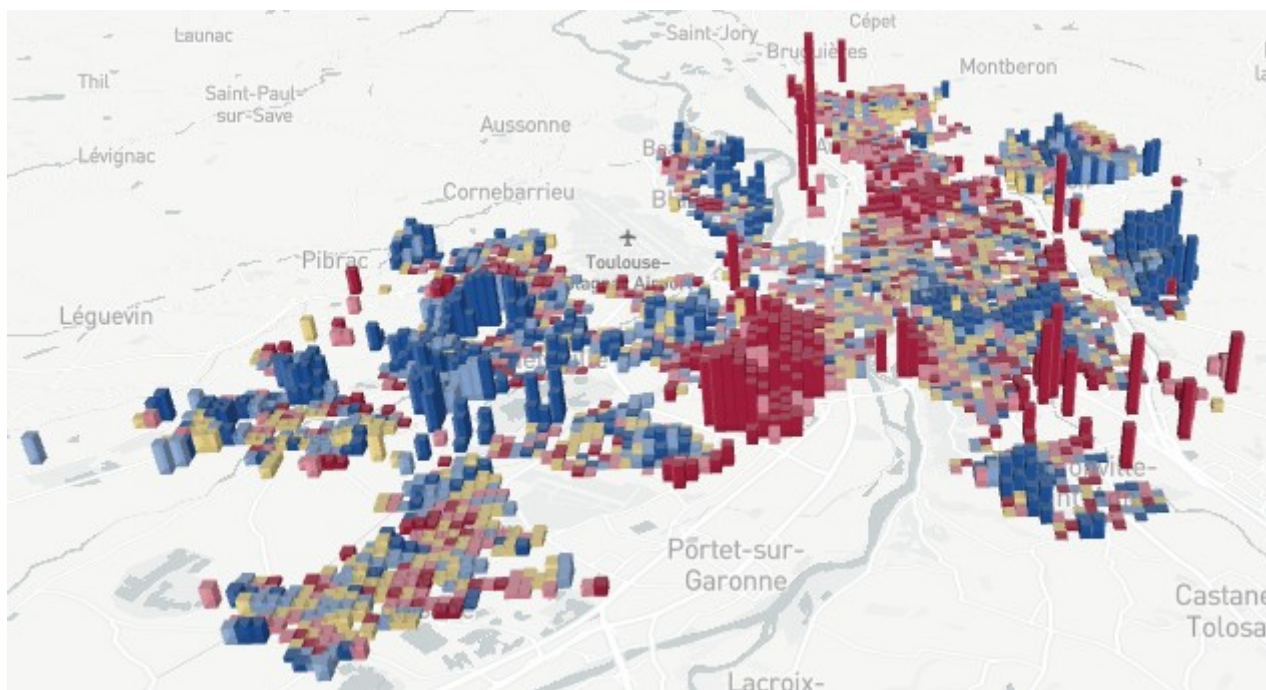 Cépet
Launac
Saint-Jory
Bruguières
Montberon
Thil
Saint-Paul-
sur-Save
Aussonne
Lévignac
Cornebarrieu
Pibrac
Toulouse–
Léguevin
Portet-sur-
Garonne
Castane
Tolosa
Lacroix-